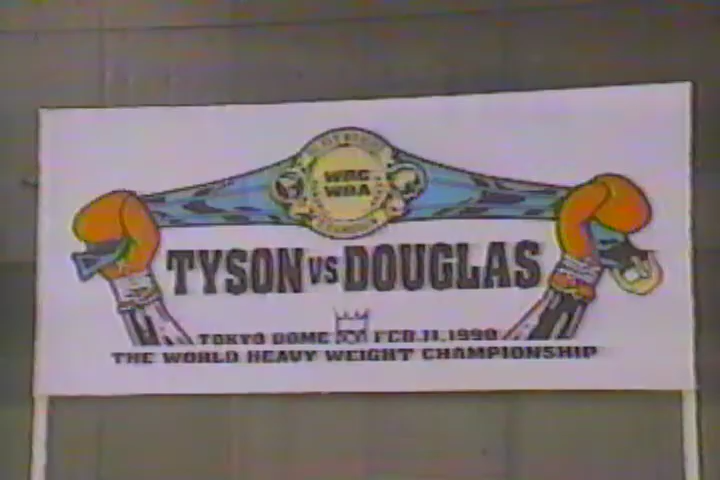 WBC
WBA
TYSON VS DOUGLAS
TOKYO DOME FEB. 11, 1990
THE WORLD HEAVY WEIGHT CHAMPIONSHIP